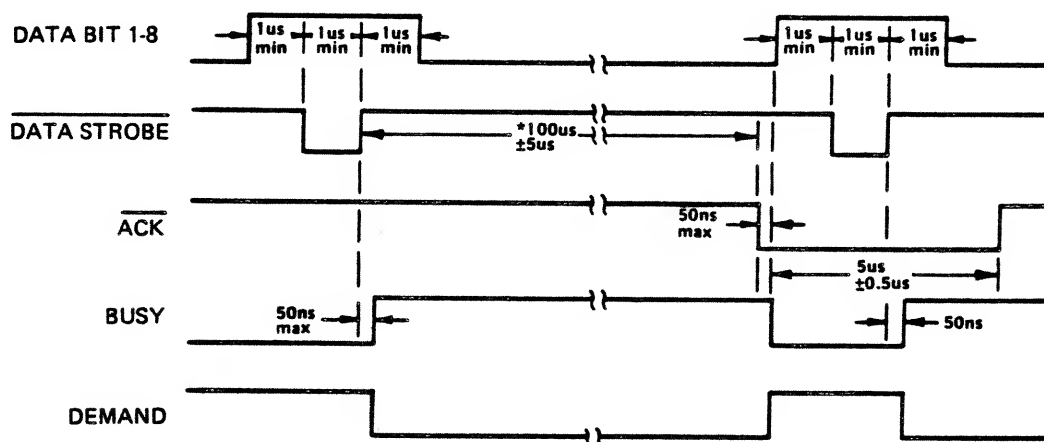 DATA BIT 1-8
1us
min
1us
min
1us
min
1us
min
1us
min
1us
min
DATA STROBE
*100us
±5us
ACK
50ns
max
5us
±0.5us
BUSY
50ns
max
50ns
DEMAND